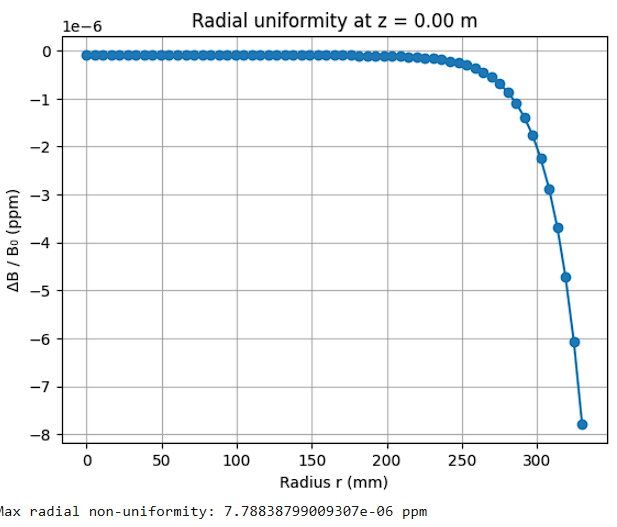 Radial uniformity at z = 0.00 m
1e−6
0
−1
−2
−3
−4
−5
−6
−7
−8
ΔB / B₀ (ppm)
0 50 100 150 200 250 300
Radius r (mm)
Max radial non-uniformity: 7.78838799009307e-06 ppm